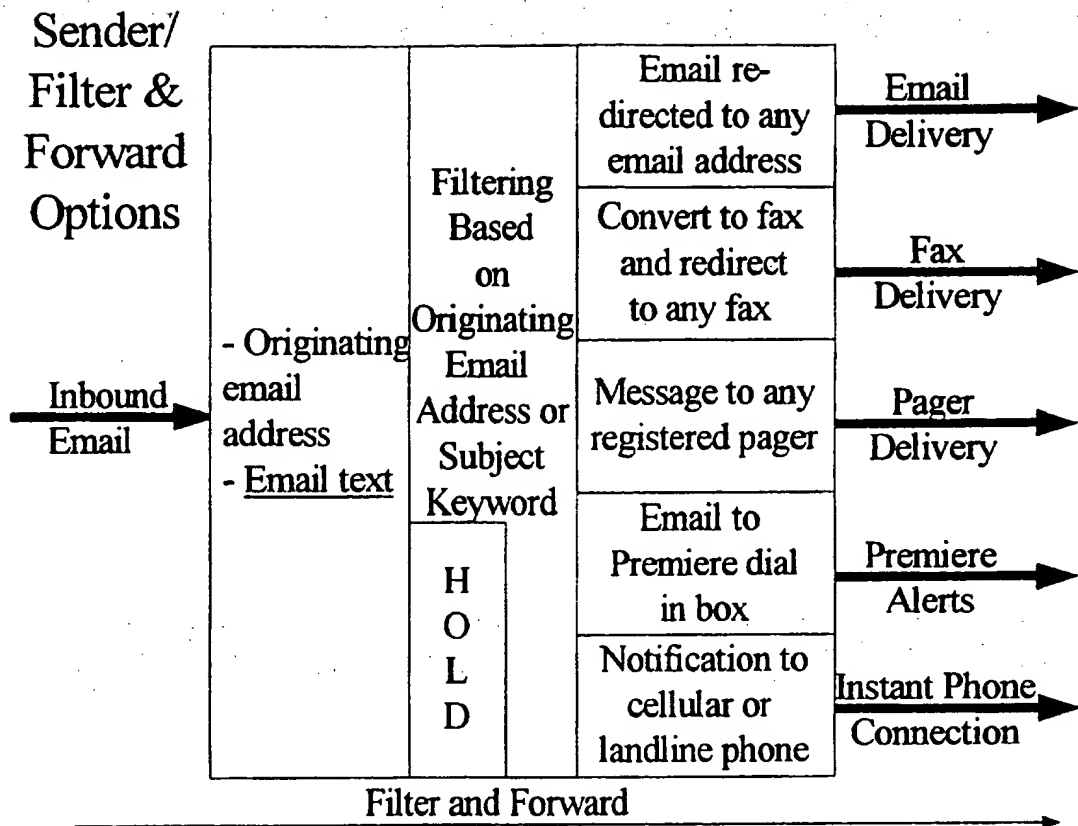 Sender/
Filter &
Forward
Options
Inbound
Email
- Originating
email
address
- Email text
Filtering
Based
on
Originating
Email
Address or
Subject
Keyword
H
O
L
D
Email re-
directed to any
email address
Convert to fax
and redirect
to any fax
Message to any
registered pager
Email to
Premiere dial
in box
Notification to
cellular or
landline phone
Email
Delivery
Fax
Delivery
Pager
Delivery
Premiere
Alerts
Instant Phone
Connection
Filter and Forward